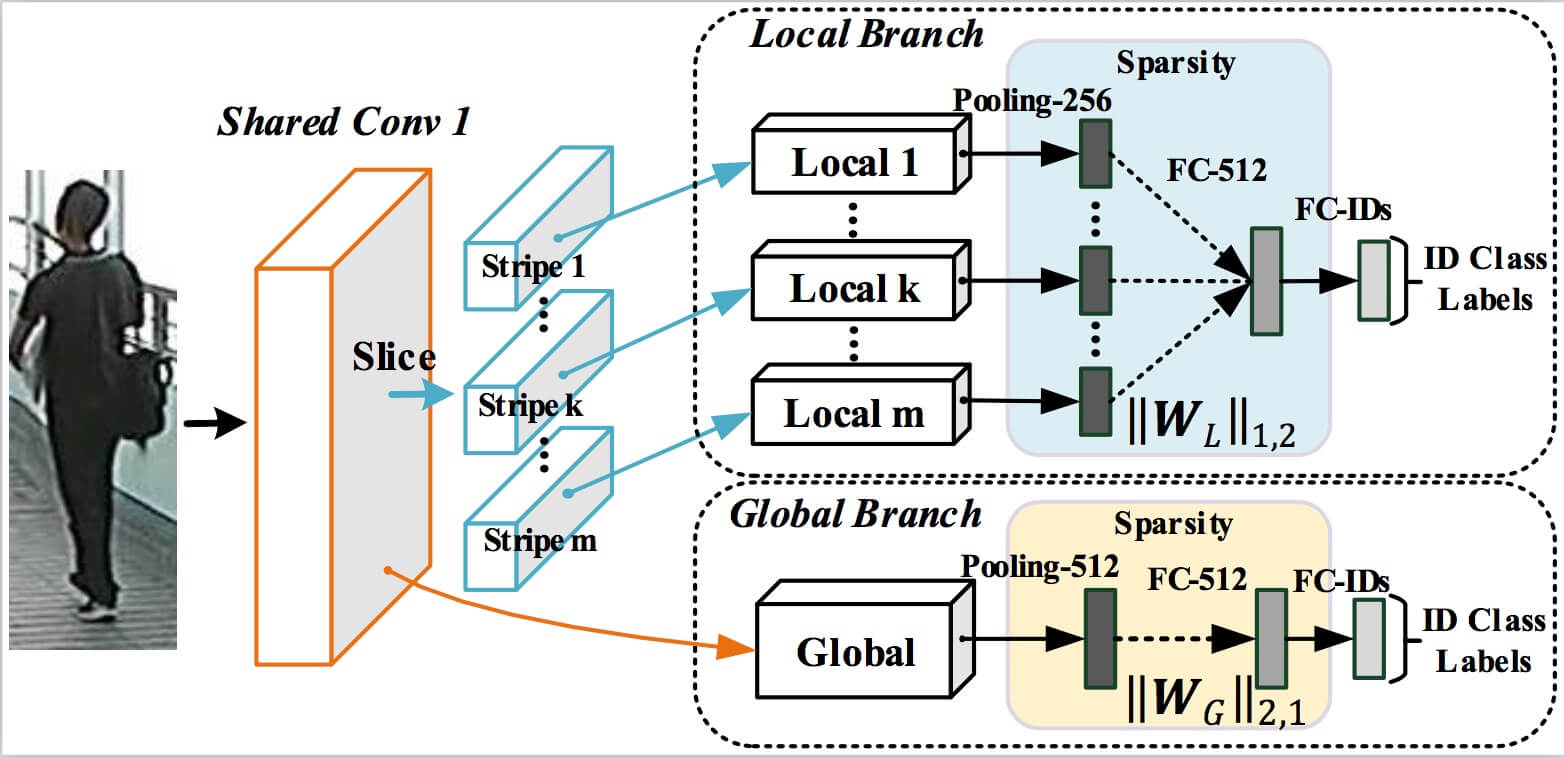 Local Branch
Sparsity
Pooling-256
Shared Conv 1
Local 1
FC-512
FC-IDs
Stripe 1
ID Class
Labels
Local k
Slice
Stripe k
Local m
‖W_L‖_{1,2}
Stripe m
Global Branch
Sparsity
Pooling-512
FC-512
FC-IDs
Global
ID Class
Labels
‖W_G‖_{2,1}